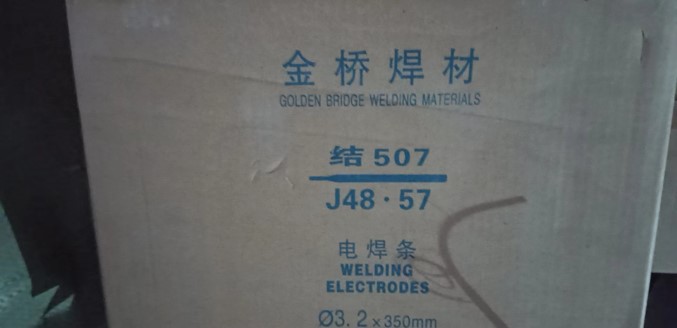 金桥焊材
GOLDEN BRIDGE WELDING MATERIALS
结507
J48·57
电焊条
WELDING
ELECTRODES
Ø3.2×350mm